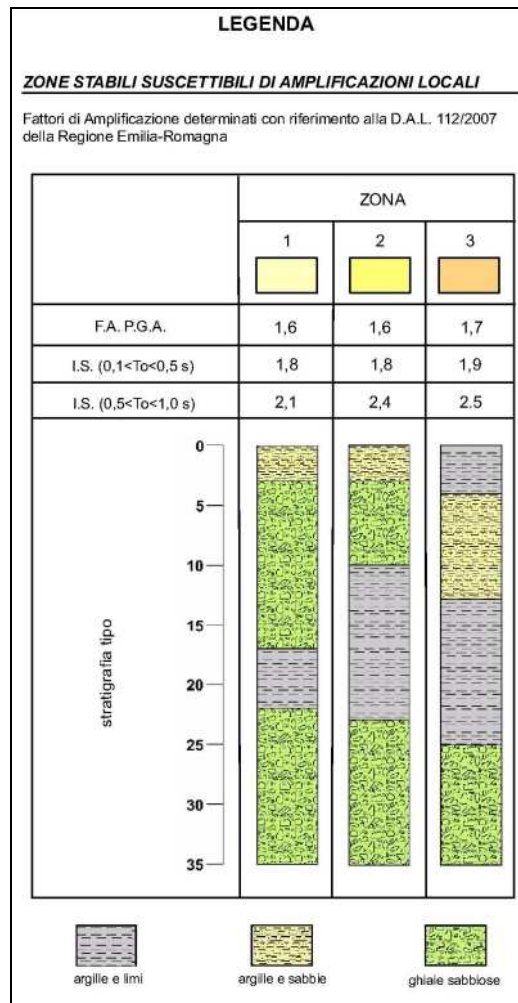 LEGENDA
ZONE STABILI SUSCETTIBILI DI AMPLIFICAZIONI LOCALI
Fattori di Amplificazione determinati con riferimento alla D.A.L. 112/2007
della Regione Emilia-Romagna
ZONA
1 2 3
F.A. P.G.A. 1,6 1,6 1,7
I.S. (0,1<To<0,5 s) 1,8 1,8 1,9
I.S. (0,5<To<1,0 s) 2,1 2,4 2.5
stratigrafia tipo
0
5
10
15
20
25
30
35
argille e limi argille e sabbie ghiaie sabbiose